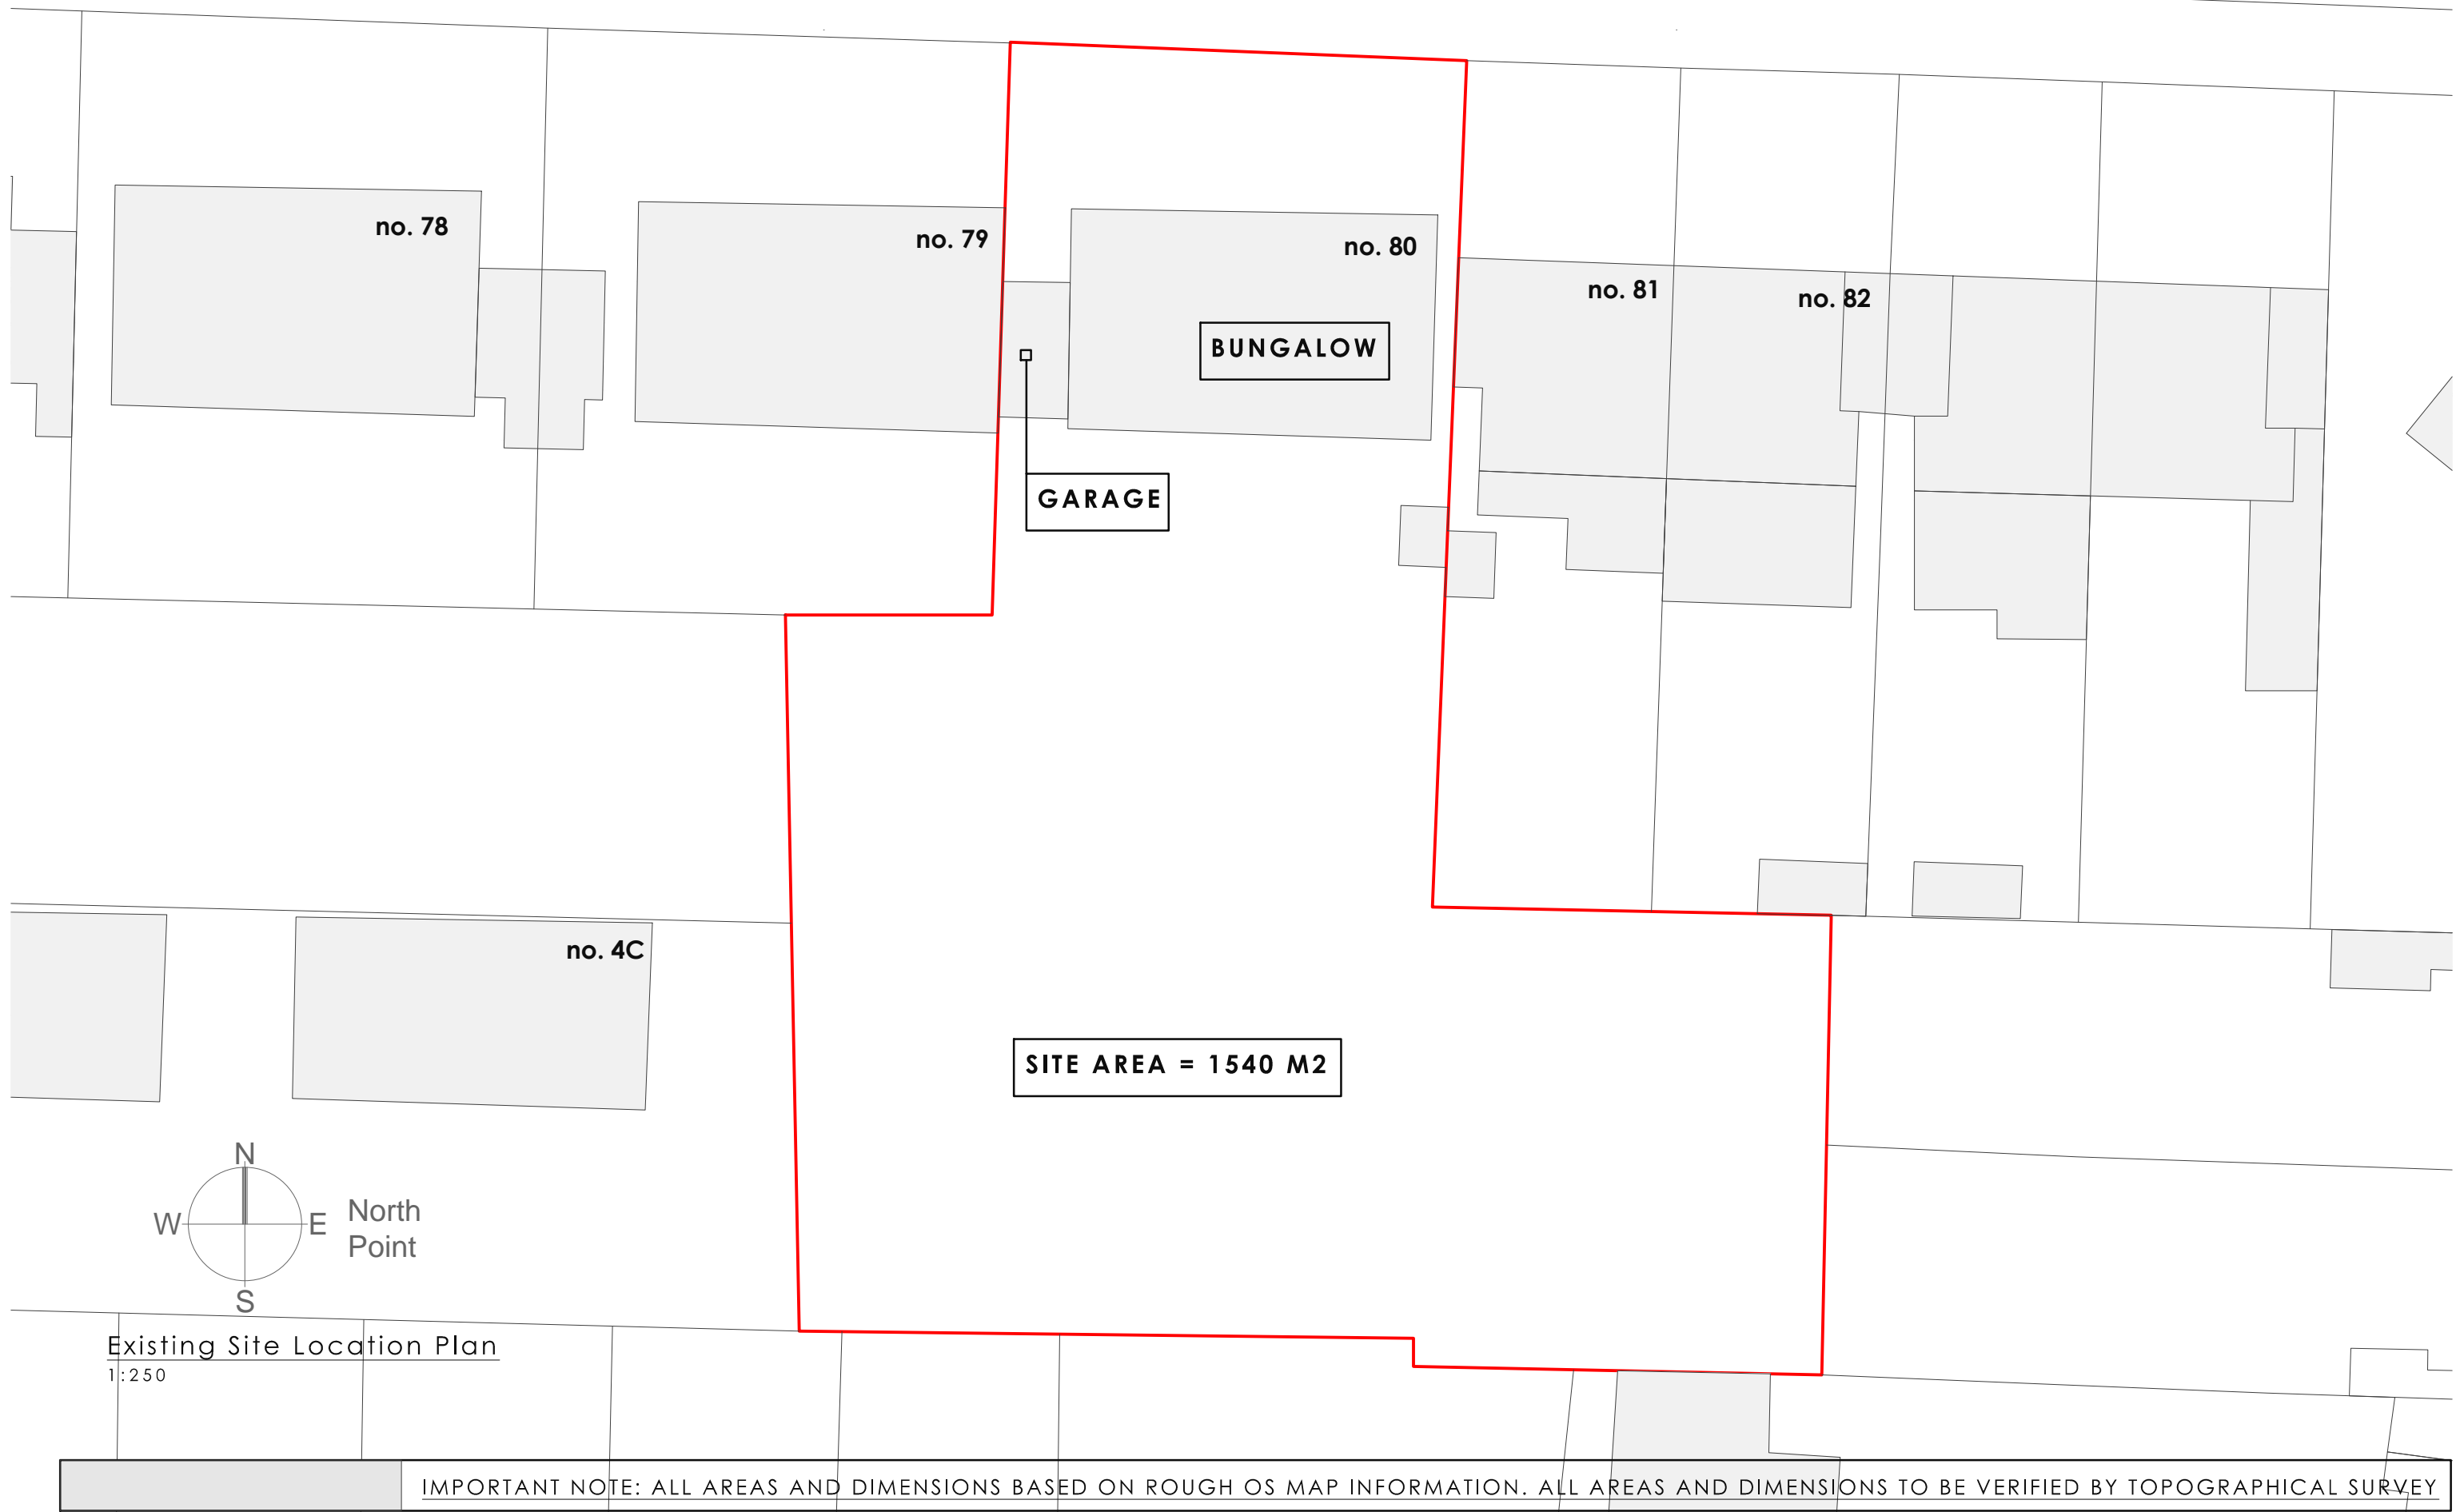 no. 78
no. 79
no. 80
no. 81
no. 82
BUNGALOW
GARAGE
no. 4C
SITE AREA = 1540 M2
N
W
E
S
North
Point
Existing Site Location Plan
1:250
IMPORTANT NOTE: ALL AREAS AND DIMENSIONS BASED ON ROUGH OS MAP INFORMATION. ALL AREAS AND DIMENSIONS TO BE VERIFIED BY TOPOGRAPHICAL SURVEY